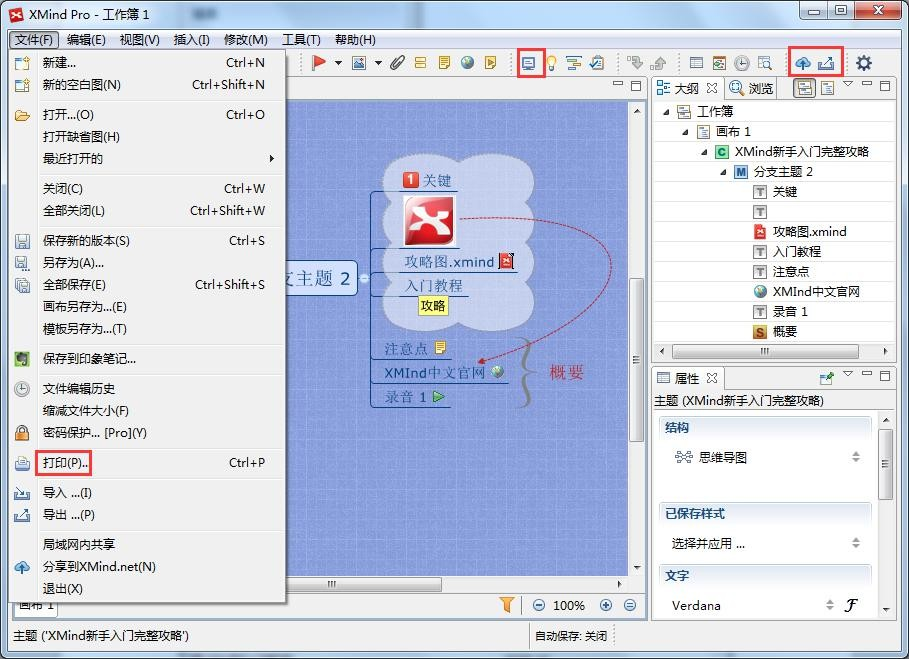 XMind Pro - 工作簿 1
文件(F) 编辑(E) 视图(V) 插入(I) 修改(M) 工具(T) 帮助(H)
新建... Ctrl+N
新的空白图(N) Ctrl+Shift+N
打开...(O) Ctrl+O
打开缺省图(H)
最近打开的
关闭(C) Ctrl+W
全部关闭(L) Ctrl+Shift+W
保存新的版本(S) Ctrl+S
另存为(A)...
全部保存(E) Ctrl+Shift+S
画布另存为...(E)
模板另存为...(T)
保存到印象笔记...
文件编辑历史
缩减文件大小(F)
密码保护... [Pro](Y)
打印(P).. Ctrl+P
导入 ...(I)
导出 ...(P)
局域网内共享
分享到XMind.net(N)
退出(X)
支主题 2
1 关键
攻略图.xmind
入门教程
攻略
注意点
XMInd中文官网
录音 1
概要
大纲 浏览
工作簿
画布 1
C XMind新手入门完整攻略
M 分支主题 2
T 关键
T
攻略图.xmind
T 入门教程
T 注意点
XMInd中文官网
T 录音 1
S 概要
属性
主题 (XMind新手入门完整攻略)
结构
思维导图
已保存样式
选择并应用 ...
文字
Verdana
画布 1
100%
主题 ('XMind新手入门完整攻略')
自动保存: 关闭